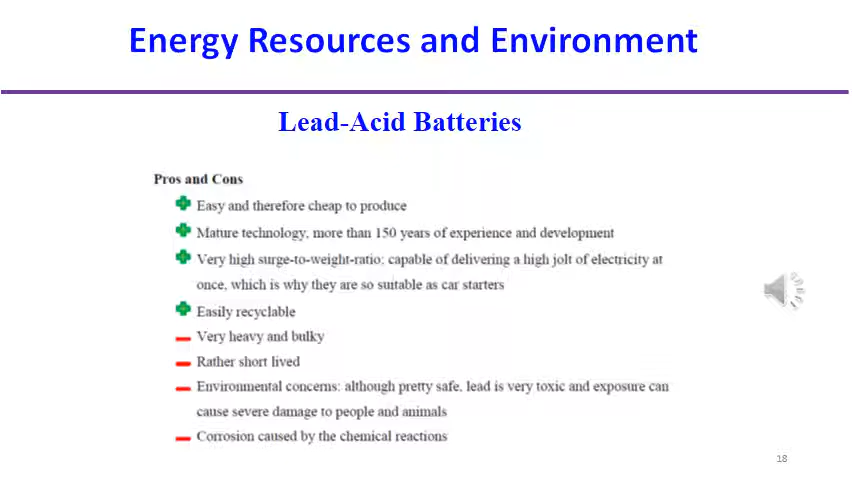 Energy Resources and Environment
Lead-Acid Batteries
Pros and Cons
Easy and therefore cheap to produce
Mature technology, more than 150 years of experience and development
Very high surge-to-weight-ratio; capable of delivering a high jolt of electricity at
once, which is why they are so suitable as car starters
Easily recyclable
Very heavy and bulky
Rather short lived
Environmental concerns: although pretty safe, lead is very toxic and exposure can
cause severe damage to people and animals
Corrosion caused by the chemical reactions
18